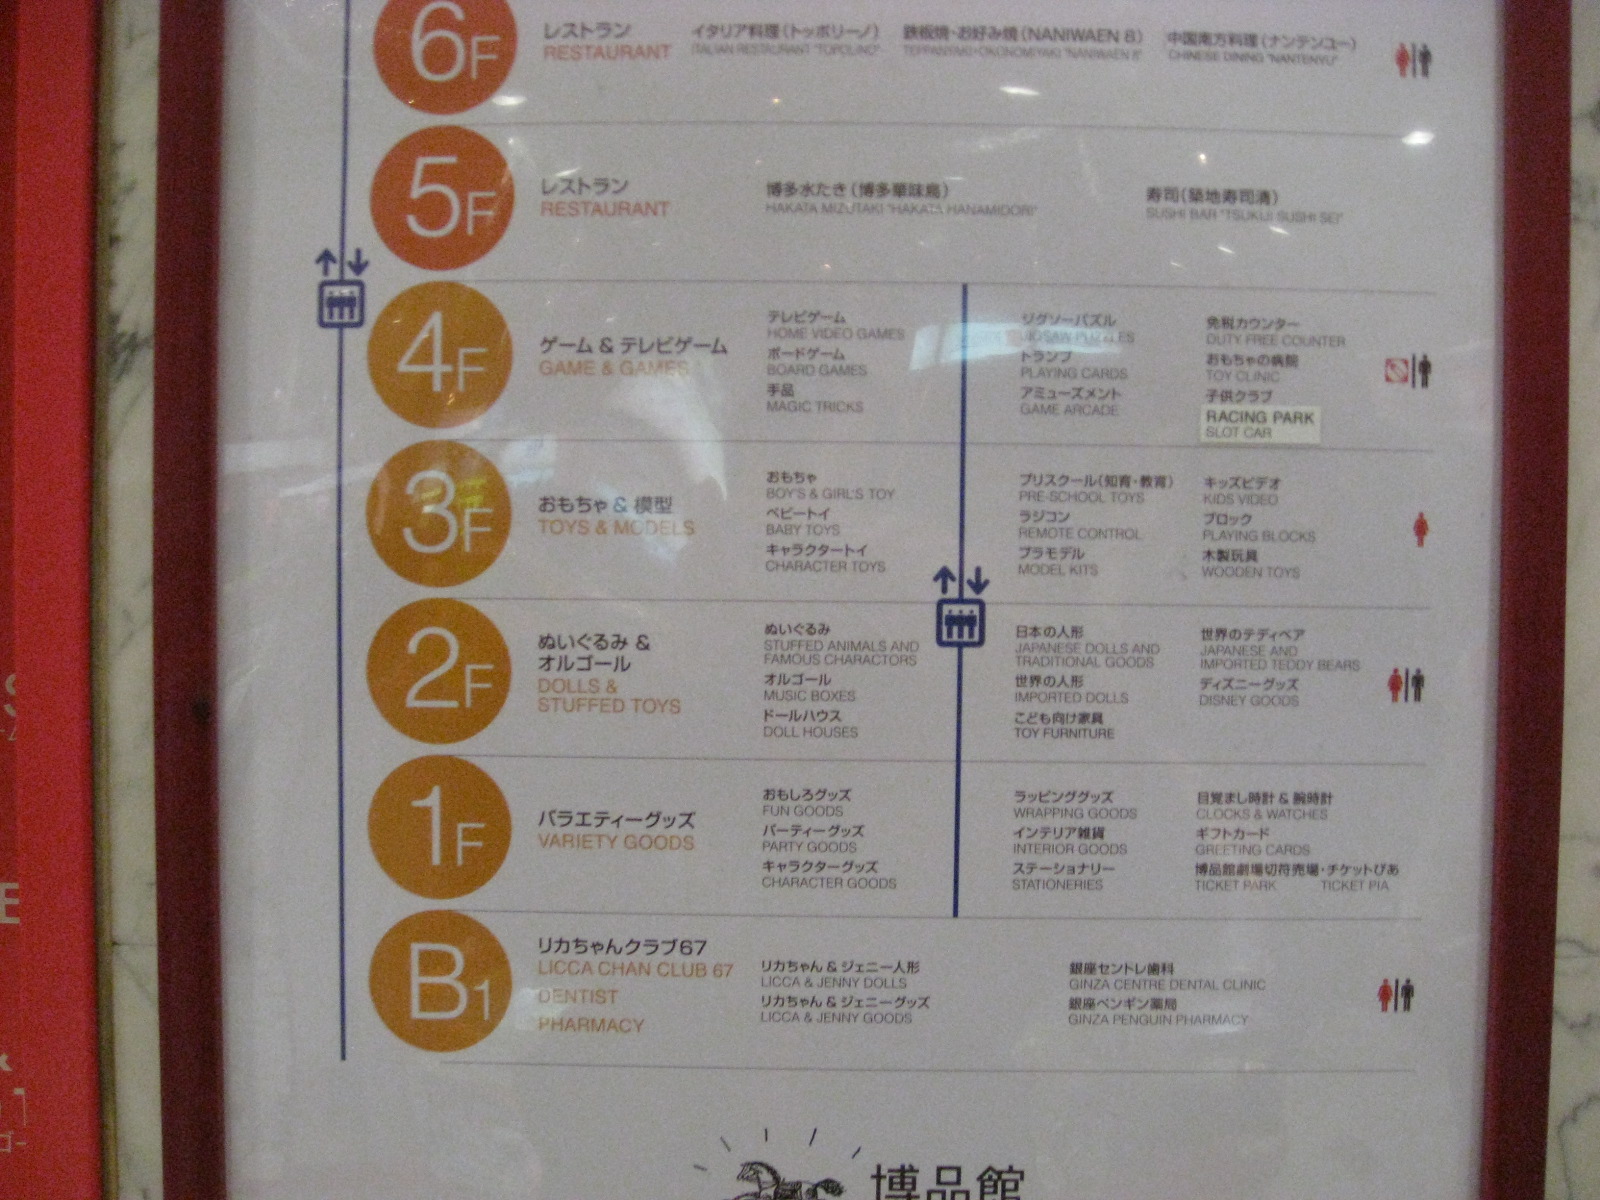 6F
レストラン
RESTAURANT
イタリア料理(トッポリーノ)
ITALIAN RESTAURANT "TOPOLINO"
鉄板焼・お好み焼(NANIWAEN 8)
TEPPANYAKI・OKONOMIYAKI "NANIWAEN 8"
中国南方料理(ナンテンユー)
CHINESE DINING "NANTENYU"
5F
レストラン
RESTAURANT
博多水たき(博多華味鳥)
HAKATA MIZUTAKI "HAKATA HANAMIDORI"
寿司(築地寿司清)
SUSHI BAR "TSUKIJI SUSHI SEI"
4F
ゲーム & テレビゲーム
GAME & GAMES
テレビゲーム
HOME VIDEO GAMES
ボードゲーム
BOARD GAMES
手品
MAGIC TRICKS
ジグソーパズル
JIGSAW PUZZLES
トランプ
PLAYING CARDS
アミューズメント
GAME ARCADE
免税カウンター
DUTY FREE COUNTER
おもちゃの病院
TOY CLINIC
子供クラブ
RACING PARK
SLOT CAR
3F
おもちゃ & 模型
TOYS & MODELS
おもちゃ
BOY'S & GIRL'S TOY
ベビートイ
BABY TOYS
キャラクタートイ
CHARACTER TOYS
プリスクール(知育・教育)
PRE-SCHOOL TOYS
ラジコン
REMOTE CONTROL
プラモデル
MODEL KITS
キッズビデオ
KIDS VIDEO
ブロック
PLAYING BLOCKS
木製玩具
WOODEN TOYS
2F
ぬいぐるみ &
オルゴール
DOLLS &
STUFFED TOYS
ぬいぐるみ
STUFFED ANIMALS AND
FAMOUS CHARACTORS
オルゴール
MUSIC BOXES
ドールハウス
DOLL HOUSES
日本の人形
JAPANESE DOLLS AND
TRADITIONAL GOODS
世界の人形
IMPORTED DOLLS
こども向け家具
TOY FURNITURE
世界のテディベア
JAPANESE AND
IMPORTED TEDDY BEARS
ディズニーグッズ
DISNEY GOODS
1F
バラエティーグッズ
VARIETY GOODS
おもしろグッズ
FUN GOODS
パーティーグッズ
PARTY GOODS
キャラクターグッズ
CHARACTER GOODS
ラッピンググッズ
WRAPPING GOODS
インテリア雑貨
INTERIOR GOODS
ステーショナリー
STATIONERIES
目覚まし時計 & 腕時計
CLOCKS & WATCHES
ギフトカード
GREETING CARDS
博品館劇場切符売場・チケットぴあ
TICKET PARK TICKET PIA
B1
リカちゃんクラブ67
LICCA CHAN CLUB 67
DENTIST
PHARMACY
リカちゃん & ジェニー人形
LICCA & JENNY DOLLS
リカちゃん & ジェニーグッズ
LICCA & JENNY GOODS
銀座セントレ歯科
GINZA CENTRE DENTAL CLINIC
銀座ペンギン薬局
GINZA PENGUIN PHARMACY
博品館